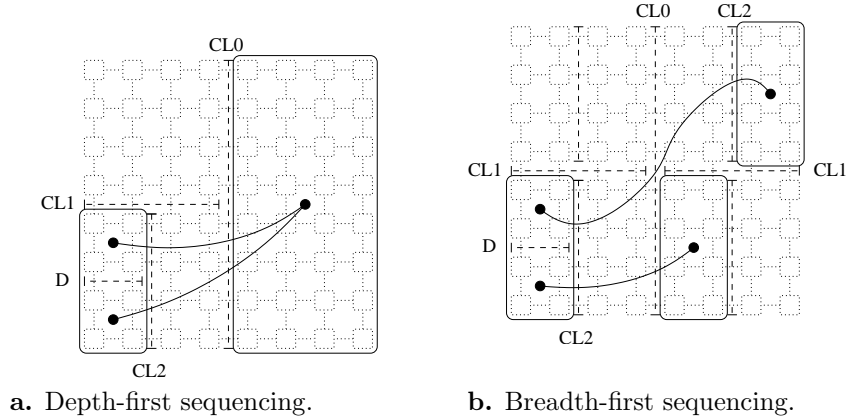 CL0
CL1
D
CL2
a. Depth-first sequencing.
CL0
CL2
CL1
CL1
D
CL2
b. Breadth-first sequencing.